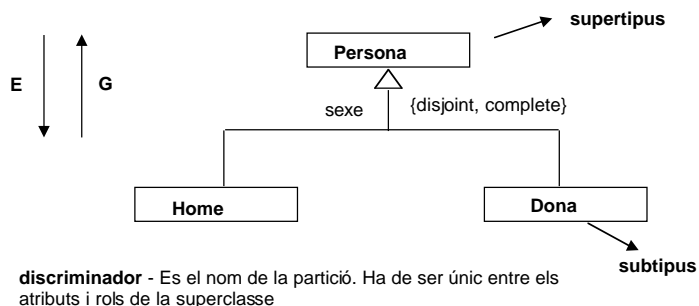 supertipus
Persona
E
G
sexe
{disjoint, complete}
Home
Dona
subtipus
discriminador - Es el nom de la partició. Ha de ser únic entre els
atributs i rols de la superclasse